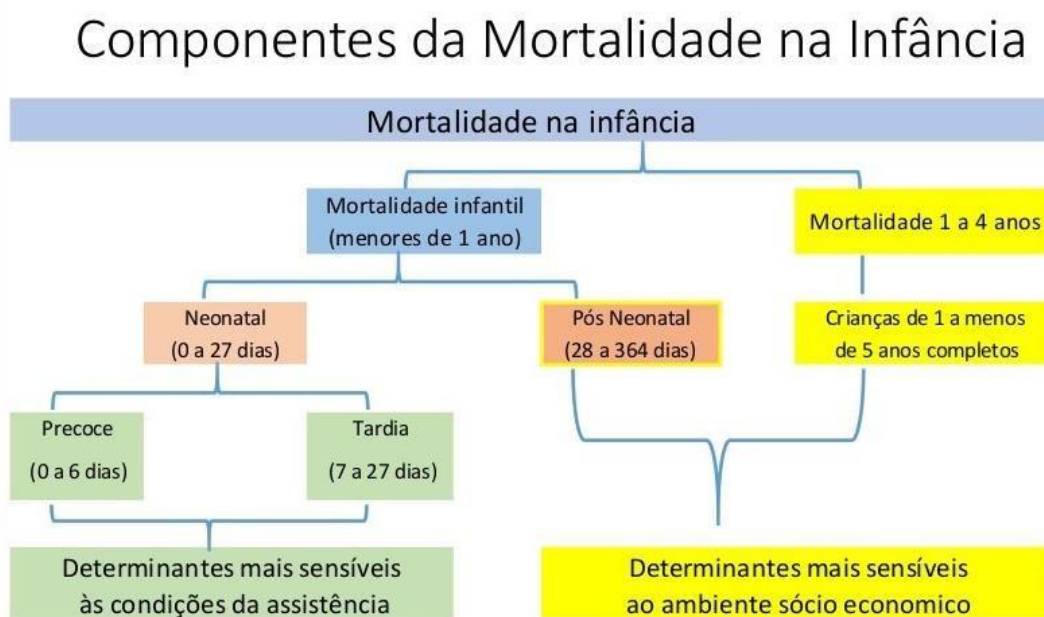 Componentes da Mortalidade na Infância
Mortalidade na infância
Mortalidade infantil
(menores de 1 ano)
Mortalidade 1 a 4 anos
Neonatal
(0 a 27 dias)
Pós Neonatal
(28 a 364 dias)
Crianças de 1 a menos
de 5 anos completos
Precoce
(0 a 6 dias)
Tardia
(7 a 27 dias)
Determinantes mais sensíveis
às condições da assistência
Determinantes mais sensíveis
ao ambiente sócio economico